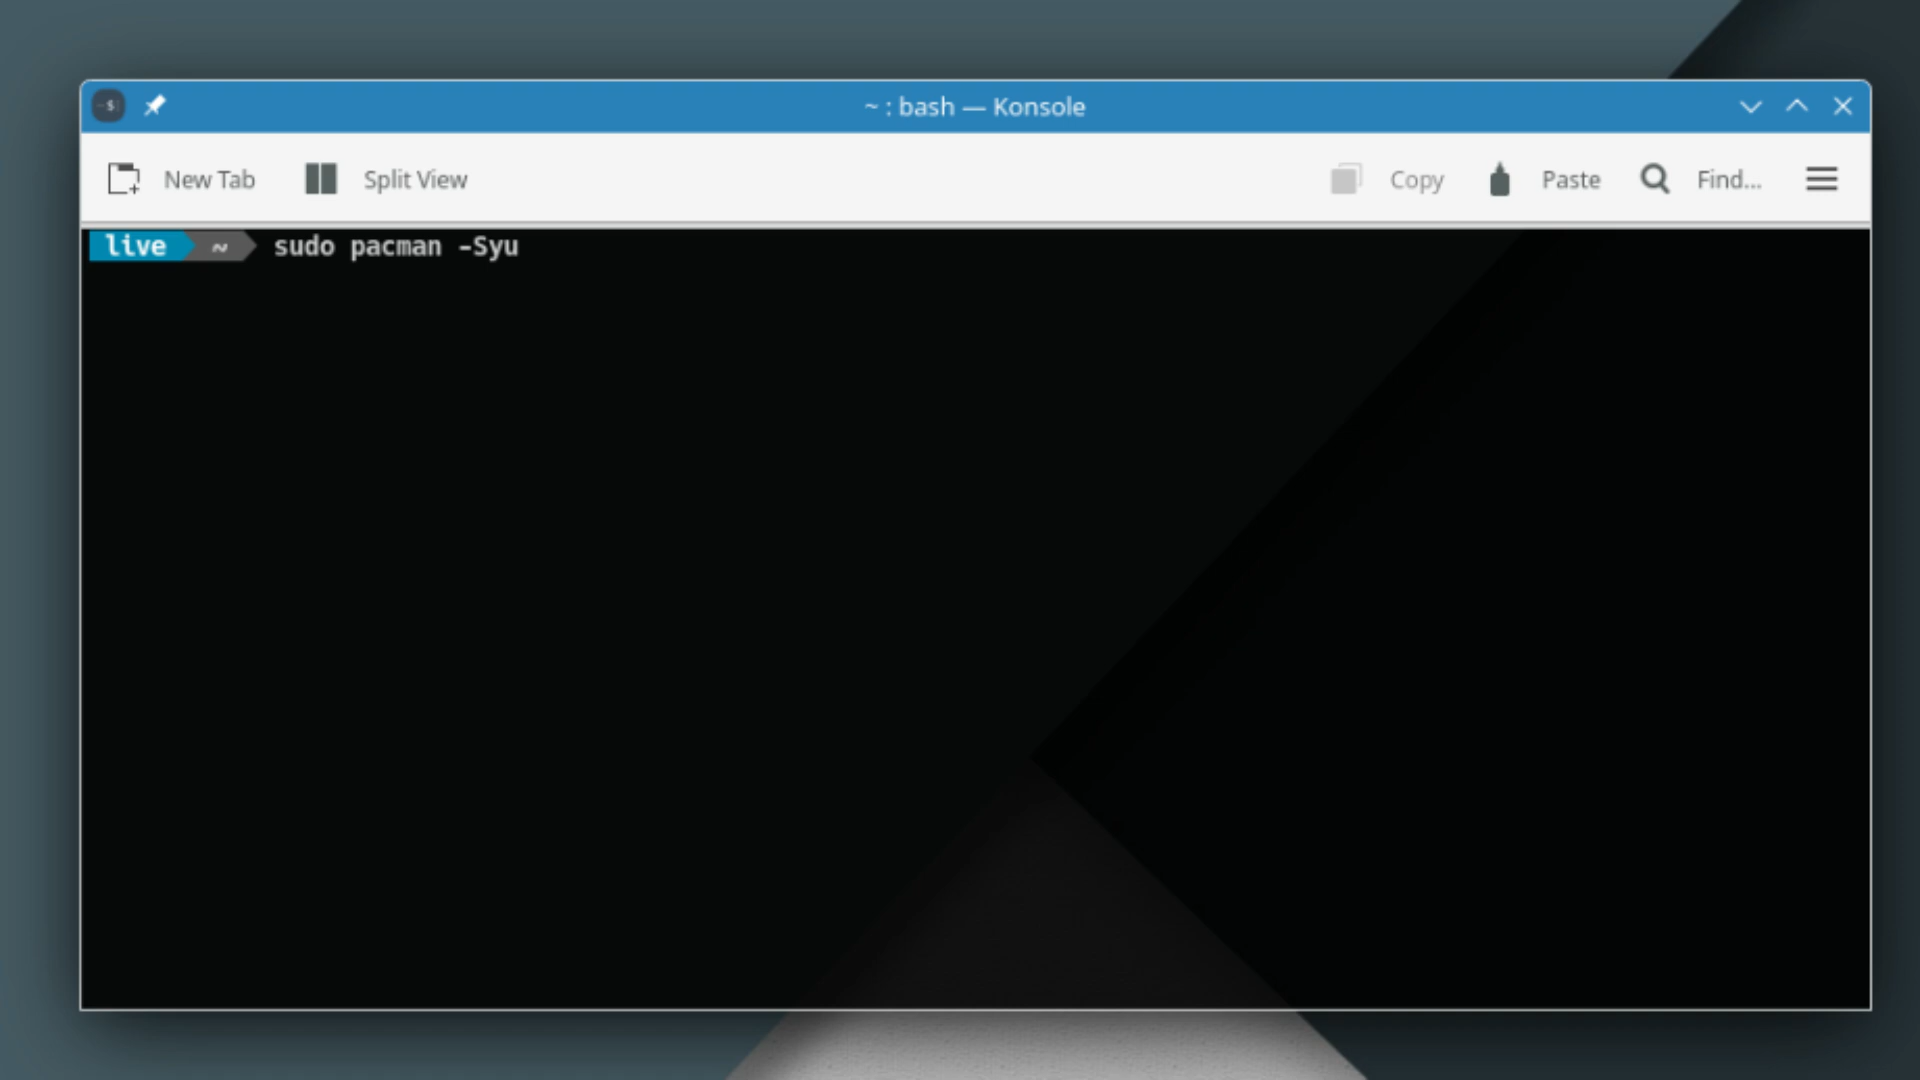 ~ : bash — Konsole
New Tab Split View Copy Paste Find...
live ~ sudo pacman -Syu